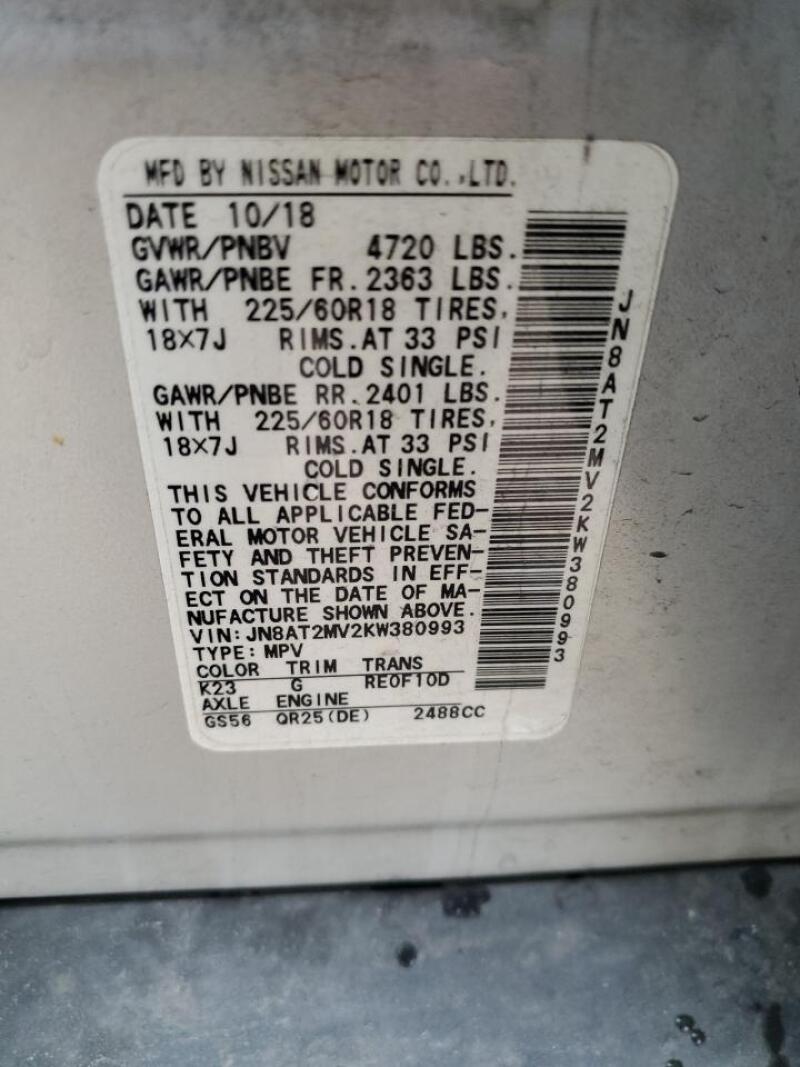 MFD BY NISSAN MOTOR CO.,LTD.
DATE 10/18
GVWR/PNBV 4720 LBS.
GAWR/PNBE FR. 2363 LBS.
WITH 225/60R18 TIRES,
18X7J RIMS.AT 33 PSI
COLD SINGLE.
GAWR/PNBE RR. 2401 LBS.
WITH 225/60R18 TIRES,
18X7J RIMS.AT 33 PSI
COLD SINGLE.
THIS VEHICLE CONFORMS
TO ALL APPLICABLE FED-
ERAL MOTOR VEHICLE SA-
FETY AND THEFT PREVEN-
TION STANDARDS IN EFF-
ECT ON THE DATE OF MA-
NUFACTURE SHOWN ABOVE.
VIN: JN8AT2MV2KW380993
TYPE: MPV
COLOR TRIM TRANS
K23 G RE0F10D
AXLE ENGINE
GS56 QR25(DE) 2488CC
JN8AT2MV2KW380993